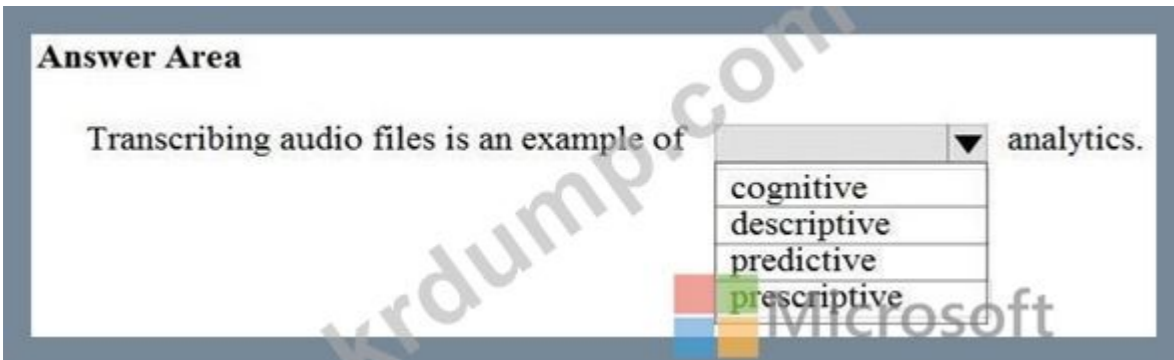 Answer Area
Transcribing audio files is an example of ▼ analytics.
cognitive
descriptive
predictive
prescriptive
Microsoft
krdump.com